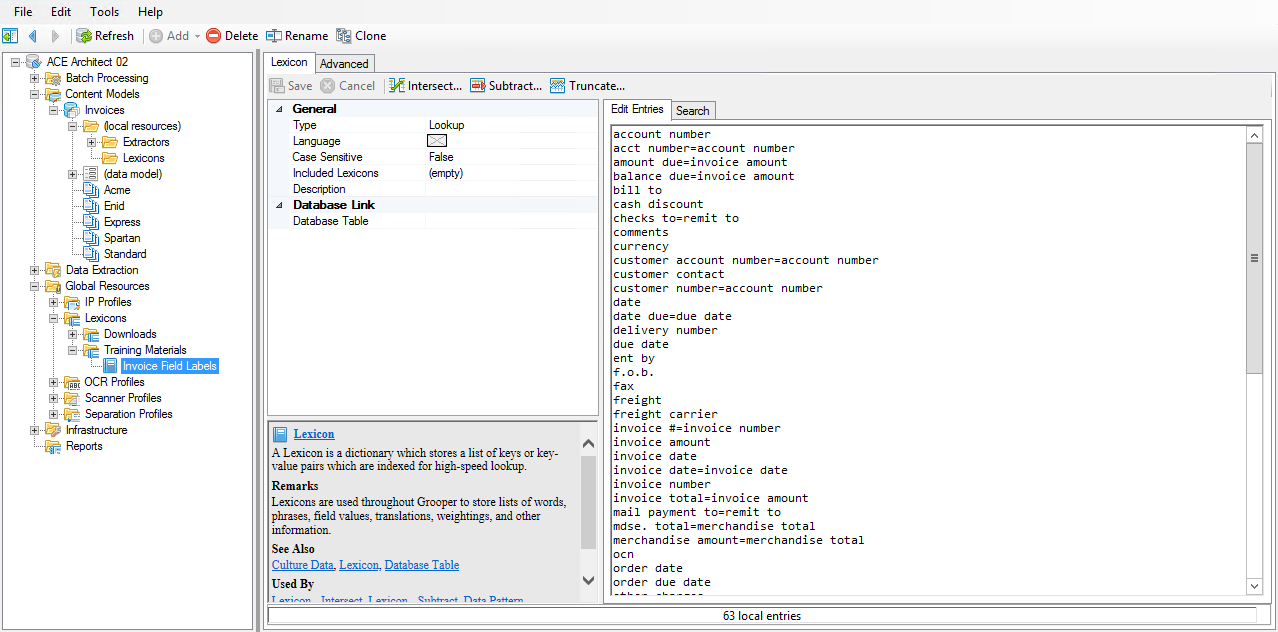 File Edit Tools Help
Refresh Add Delete Rename Clone
ACE Architect 02
Batch Processing
Content Models
Invoices
(local resources)
Extractors
Lexicons
(data model)
Acme
Enid
Express
Spartan
Standard
Data Extraction
Global Resources
IP Profiles
Lexicons
Downloads
Training Materials
Invoice Field Labels
OCR Profiles
Scanner Profiles
Separation Profiles
Infrastructure
Reports
Lexicon Advanced
Save Cancel Intersect... Subtract... Truncate...
General
Type Lookup
Language
Case Sensitive False
Included Lexicons (empty)
Description
Database Link
Database Table
Lexicon
A Lexicon is a dictionary which stores a list of keys or key-
value pairs which are indexed for high-speed lookup.
Remarks
Lexicons are used throughout Grooper to store lists of words,
phrases, field values, translations, weightings, and other
information.
See Also
Culture Data, Lexicon, Database Table
Used By
Lexicon - Intersect, Lexicon - Subtract, Data Pattern
Edit Entries Search
account number
acct number=account number
amount due=invoice amount
balance due=invoice amount
bill to
cash discount
checks to=remit to
comments
currency
customer account number=account number
customer contact
customer number=account number
date
date due=due date
delivery number
due date
ent by
f.o.b.
fax
freight
freight carrier
invoice #=invoice number
invoice amount
invoice date
invoice date=invoice date
invoice number
invoice total=invoice amount
mail payment to=remit to
mdse. total=merchandise total
merchandise amount=merchandise total
ocn
order date
order due date
other charges
63 local entries